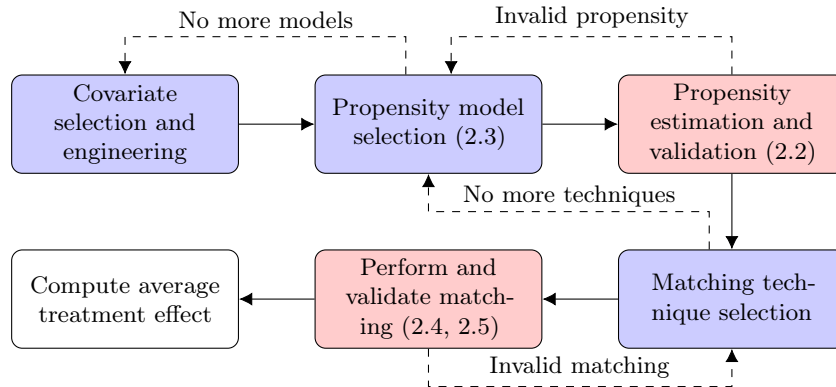 No more models
Invalid propensity
Covariate
selection and
engineering
Propensity model
selection (2.3)
Propensity
estimation and
validation (2.2)
No more techniques
Compute average
treatment effect
Perform and
validate match-
ing (2.4, 2.5)
Matching tech-
nique selection
Invalid matching